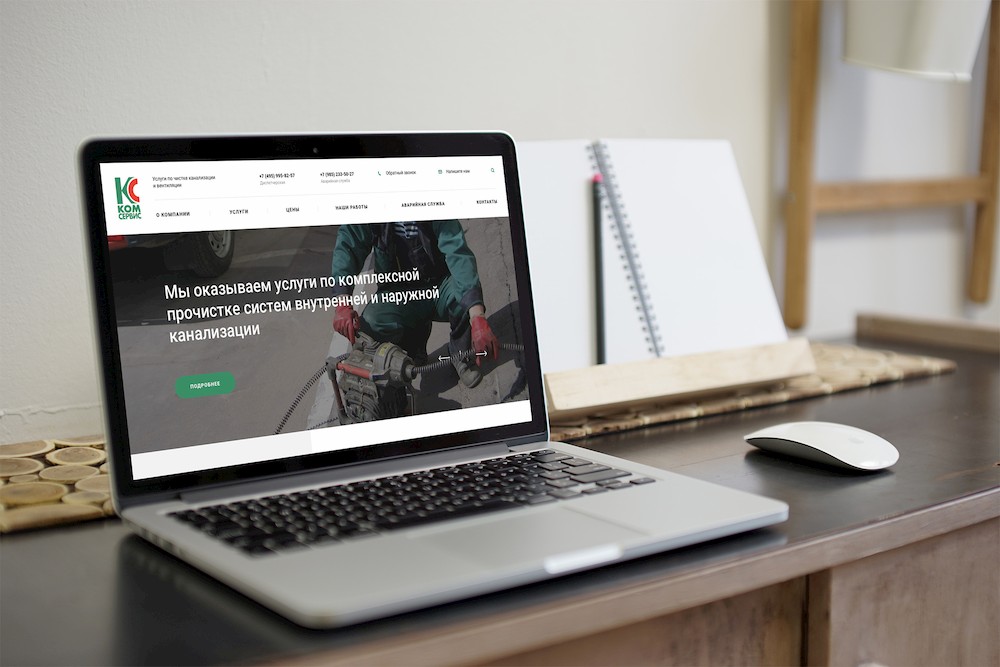 КС
КОМ
СЕРВИС
Услуги по чистке канализации
и вентиляции
+7 (495) 995-82-57
Диспетчерская
+7 (985) 233-50-27
Аварийная служба
Обратный звонок
Напишите нам
О КОМПАНИИ
УСЛУГИ
ЦЕНЫ
НАШИ РАБОТЫ
АВАРИЙНАЯ СЛУЖБА
КОНТАКТЫ
Мы оказываем услуги по комплексной
прочистке систем внутренней и наружной
канализации
ПОДРОБНЕЕ